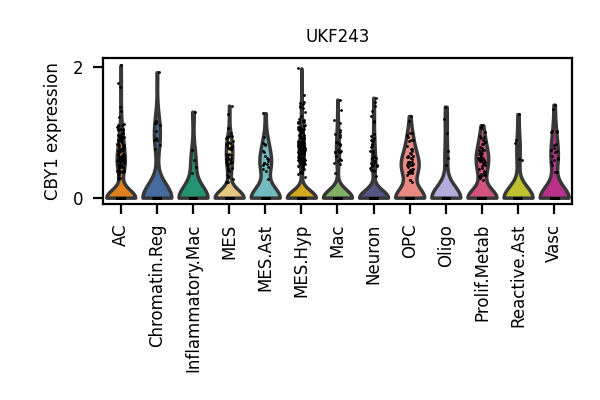 UKF243
CBY1 expression
2
0
AC
Chromatin.Reg
Inflammatory.Mac
MES
MES.Ast
MES.Hyp
Mac
Neuron
OPC
Oligo
Prolif.Metab
Reactive.Ast
Vasc